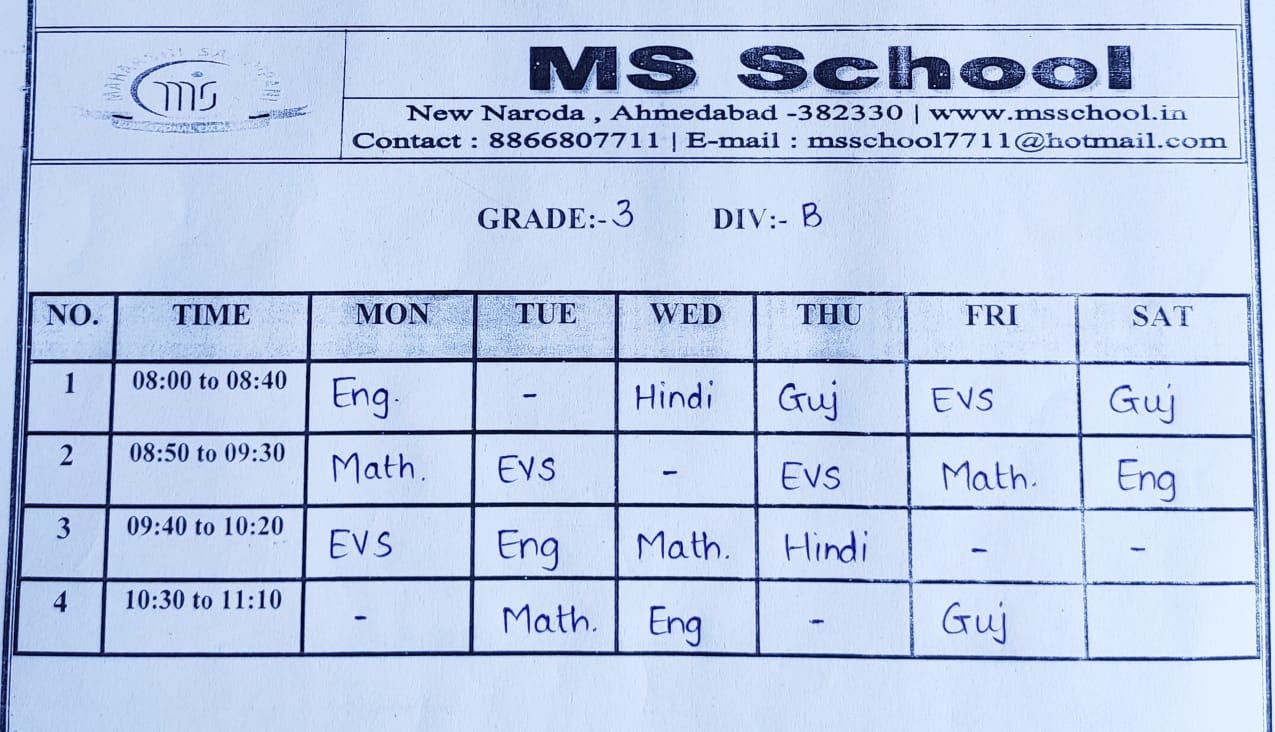 mis
MS School
New Naroda , Ahmedabad -382330 | www.msschool.in
Contact : 8866807711 | E-mail : msschool7711@hotmail.com
GRADE:- 3 DIV:- B
NO. TIME MON TUE WED THU FRI SAT
1 08:00 to 08:40 Eng. - Hindi Guj EVS Guj
2 08:50 to 09:30 Math. EVS - EVS Math. Eng
3 09:40 to 10:20 EVS Eng Math. Hindi - -
4 10:30 to 11:10 - Math. Eng - Guj